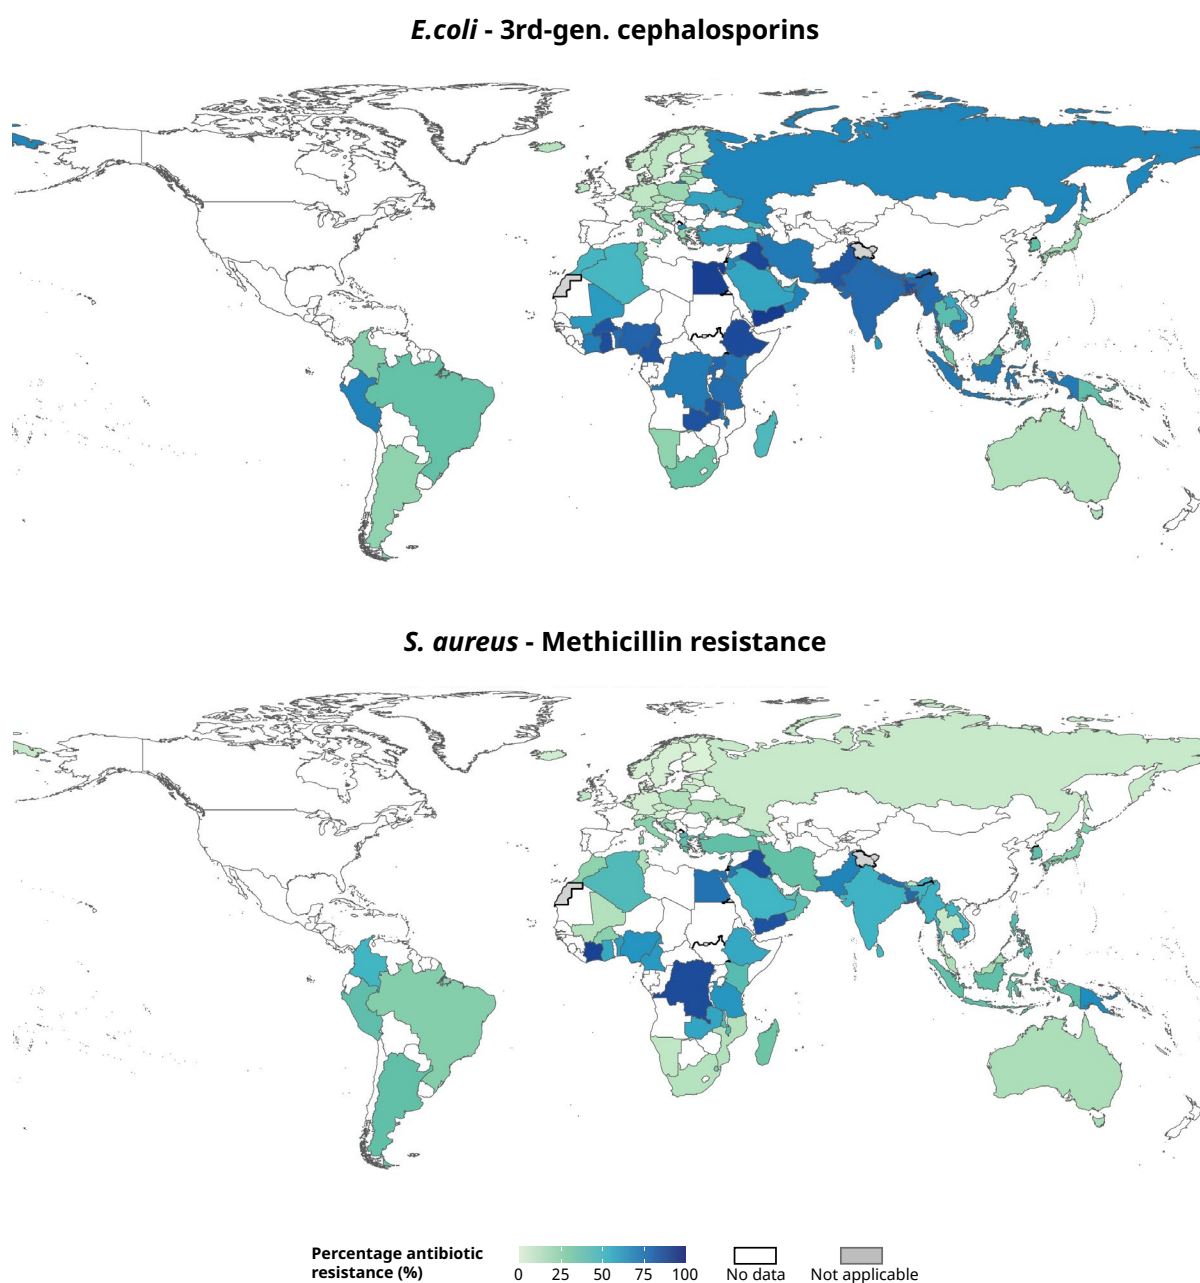 E.coli - 3rd-gen. cephalosporins
S. aureus - Methicillin resistance
Percentage antibiotic
resistance (%)
0 25 50 75 100
No data
Not applicable